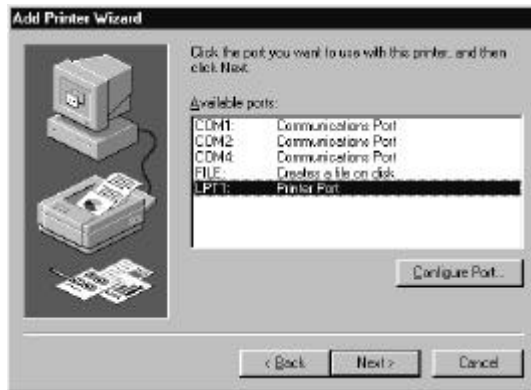 Add Printer Wizard
Click the port you want to use with this printer, and then
click Next.
Available ports:
COM1: Communications Port
COM2: Communications Port
COM4: Communications Port
FILE: Creates a file on disk
LPT1: Printer Port
Configure Port...
< Back Next > Cancel